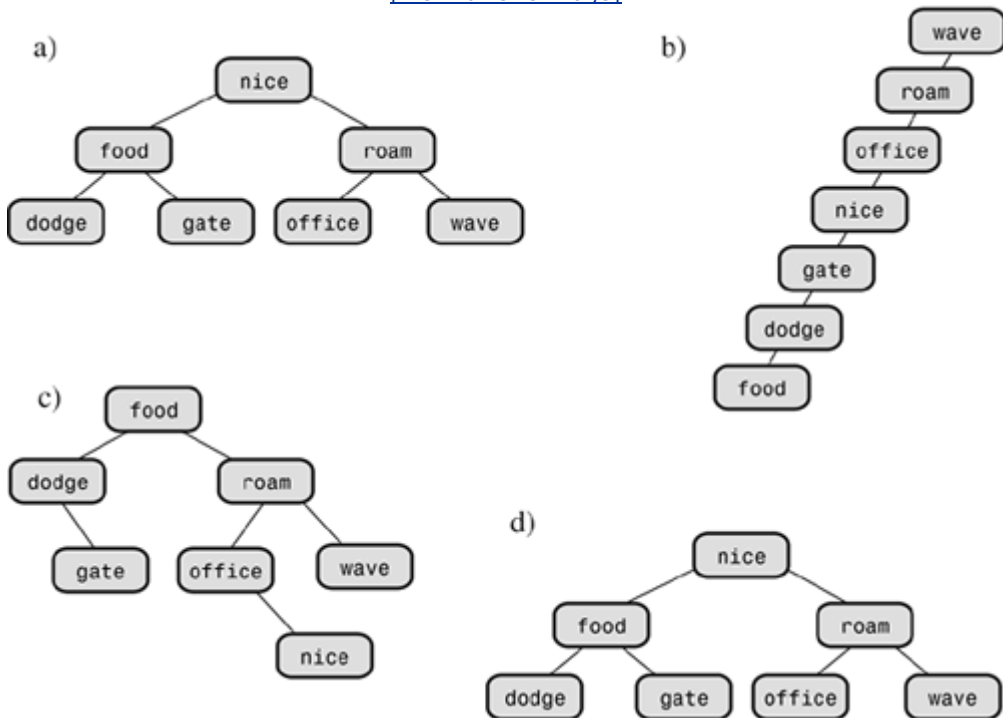 a)
nice
food roam
dodge gate office wave
b)
wave
roam
office
nice
gate
dodge
food
c)
food
dodge roam
gate office wave
nice
d)
nice
food roam
dodge gate office wave